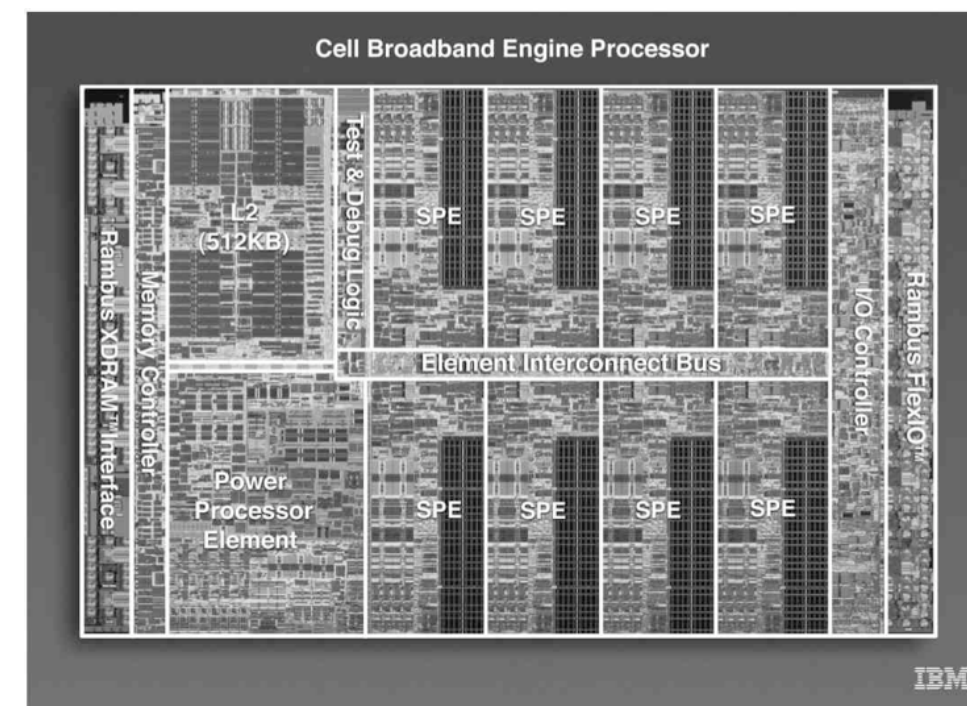 Cell Broadband Engine Processor
Rambus XDRAM™ Interface
Memory Controller
L2
(512KB)
Test & Debug Logic
SPE
SPE
SPE
SPE
I/O Controller
Rambus FlexIO™
Element Interconnect Bus
Power
Processor
Element
SPE
SPE
SPE
SPE
IBM